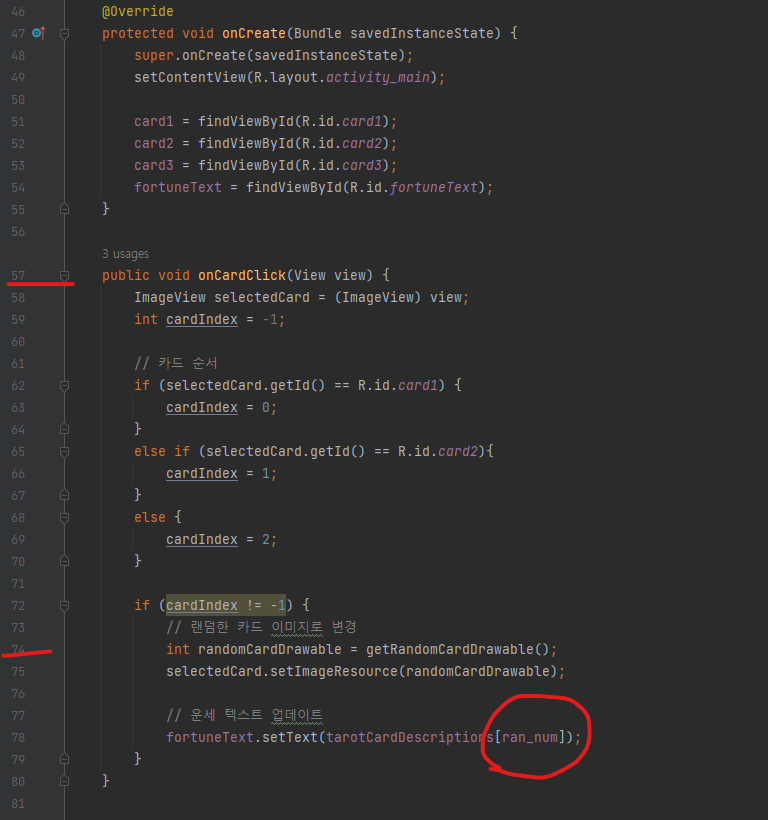 46 @Override
47 protected void onCreate(Bundle savedInstanceState) {
48 super.onCreate(savedInstanceState);
49 setContentView(R.layout.activity_main);
50
51 card1 = findViewById(R.id.card1);
52 card2 = findViewById(R.id.card2);
53 card3 = findViewById(R.id.card3);
54 fortuneText = findViewById(R.id.fortuneText);
55 }
56
3 usages
57 public void onCardClick(View view) {
58 ImageView selectedCard = (ImageView) view;
59 int cardIndex = -1;
60
61 // 카드 순서
62 if (selectedCard.getId() == R.id.card1) {
63 cardIndex = 0;
64 }
65 else if (selectedCard.getId() == R.id.card2){
66 cardIndex = 1;
67 }
68 else {
69 cardIndex = 2;
70 }
71
72 if (cardIndex != -1) {
73 // 랜덤한 카드 이미지로 변경
74 int randomCardDrawable = getRandomCardDrawable();
75 selectedCard.setImageResource(randomCardDrawable);
76
77 // 운세 텍스트 업데이트
78 fortuneText.setText(tarotCardDescriptions[ran_num]);
79 }
80 }
81